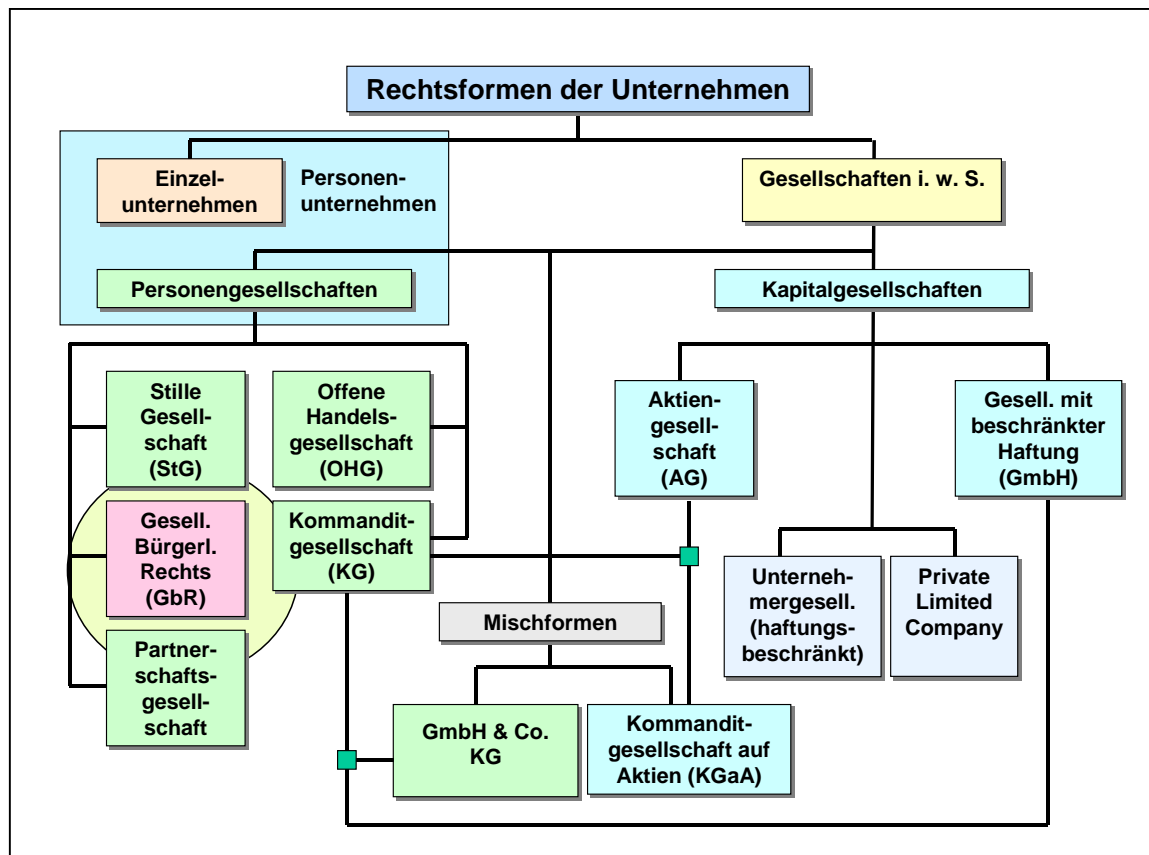 Rechtsformen der Unternehmen
Einzel-
unternehmen
Personen-
unternehmen
Gesellschaften i. w. S.
Personengesellschaften
Kapitalgesellschaften
Stille
Gesell-
schaft
(StG)
Offene
Handels-
gesellschaft
(OHG)
Aktien-
gesell-
schaft
(AG)
Gesell. mit
beschränkter
Haftung
(GmbH)
Gesell.
Bürgerl.
Rechts
(GbR)
Kommandit-
gesellschaft
(KG)
Unterneh-
mergesell.
(haftungs-
beschränkt)
Private
Limited
Company
Mischformen
Partner-
schafts-
gesell-
schaft
GmbH & Co.
KG
Kommandit-
gesellschaft auf
Aktien (KGaA)